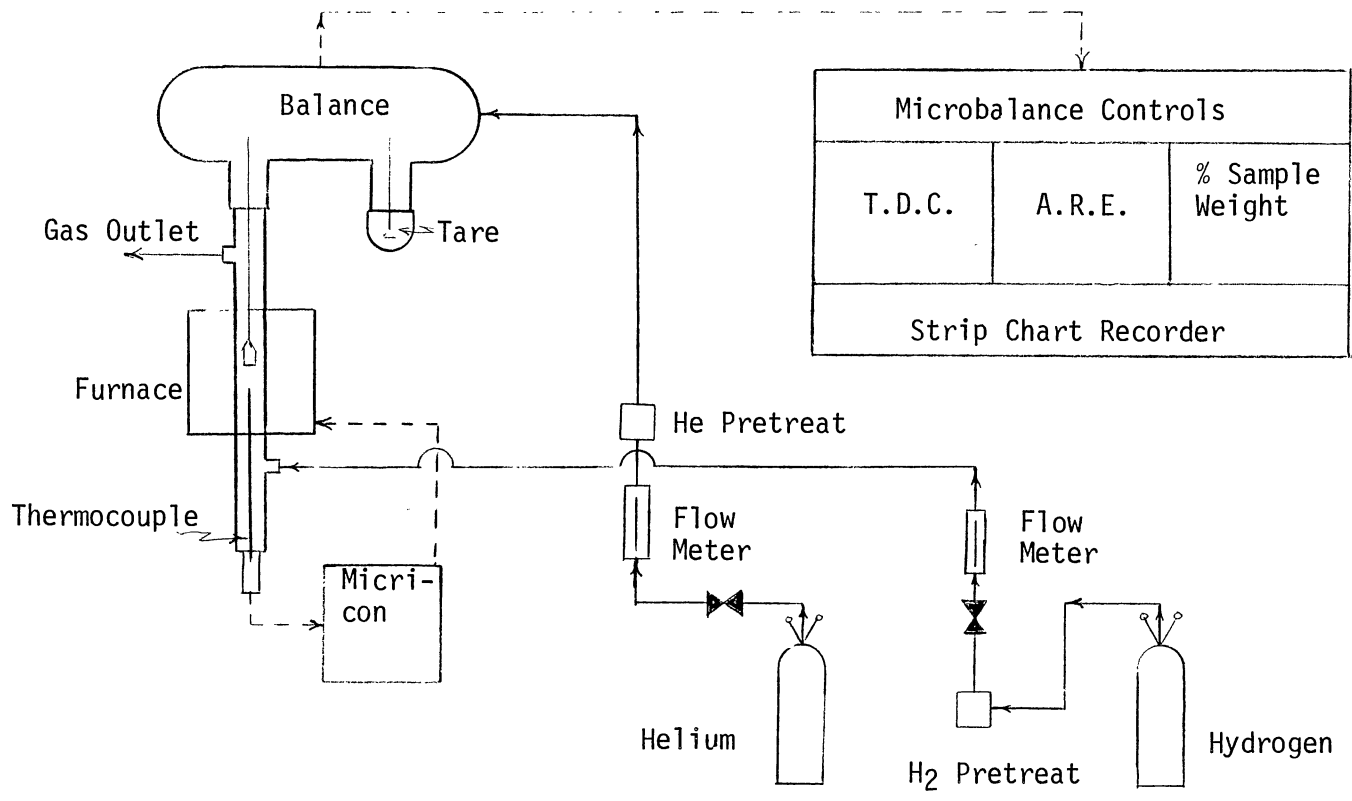 Balance
Microbalance Controls
T.D.C.
A.R.E.
% Sample
Weight
Strip Chart Recorder
Gas Outlet
Tare
Furnace
He Pretreat
Thermocouple
Flow
Meter
Flow
Meter
Micri-
con
Helium
H2 Pretreat
Hydrogen